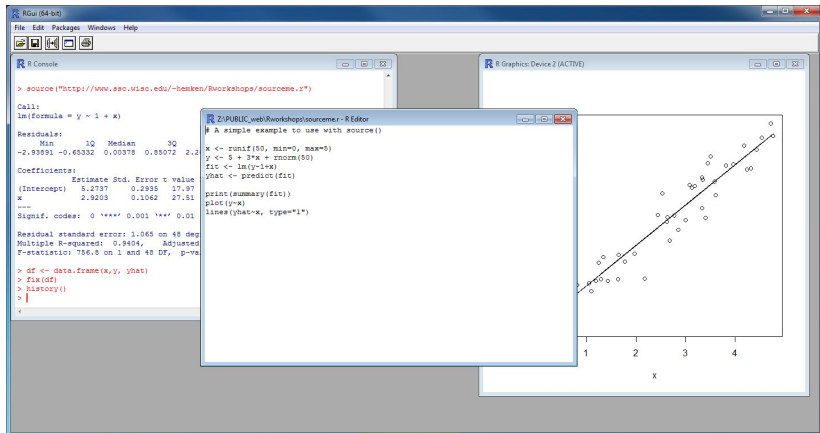 RGui (64-bit)
File Edit Packages Windows Help
R Console
> source("http://www.ssc.wisc.edu/~hemken/Rworkshops/sourceme.r")
Call:
lm(formula = y ~ 1 + x)
Residuals:
Min 1Q Median 3Q
-2.93891 -0.65332 0.00378 0.85072 2.2
Coefficients:
Estimate Std. Error t value
(Intercept) 5.2737 0.2935 17.97
x 2.9203 0.1062 27.51
---
Signif. codes: 0 '***' 0.001 '**' 0.01
Residual standard error: 1.065 on 48 deg
Multiple R-squared: 0.9404, Adjusted
F-statistic: 756.8 on 1 and 48 DF, p-va
> df <- data.frame(x,y, yhat)
> fix(df)
> history()
>
Z:\PUBLIC_web\Rworkshops\sourceme.r - R Editor
# A simple example to use with source()
x <- runif(50, min=0, max=5)
y <- 5 + 3*x + rnorm(50)
fit <- lm(y~1+x)
yhat <- predict(fit)
print(summary(fit))
plot(y~x)
lines(yhat~x, type="l")
R Graphics: Device 2 (ACTIVE)
1 2 3 4
x